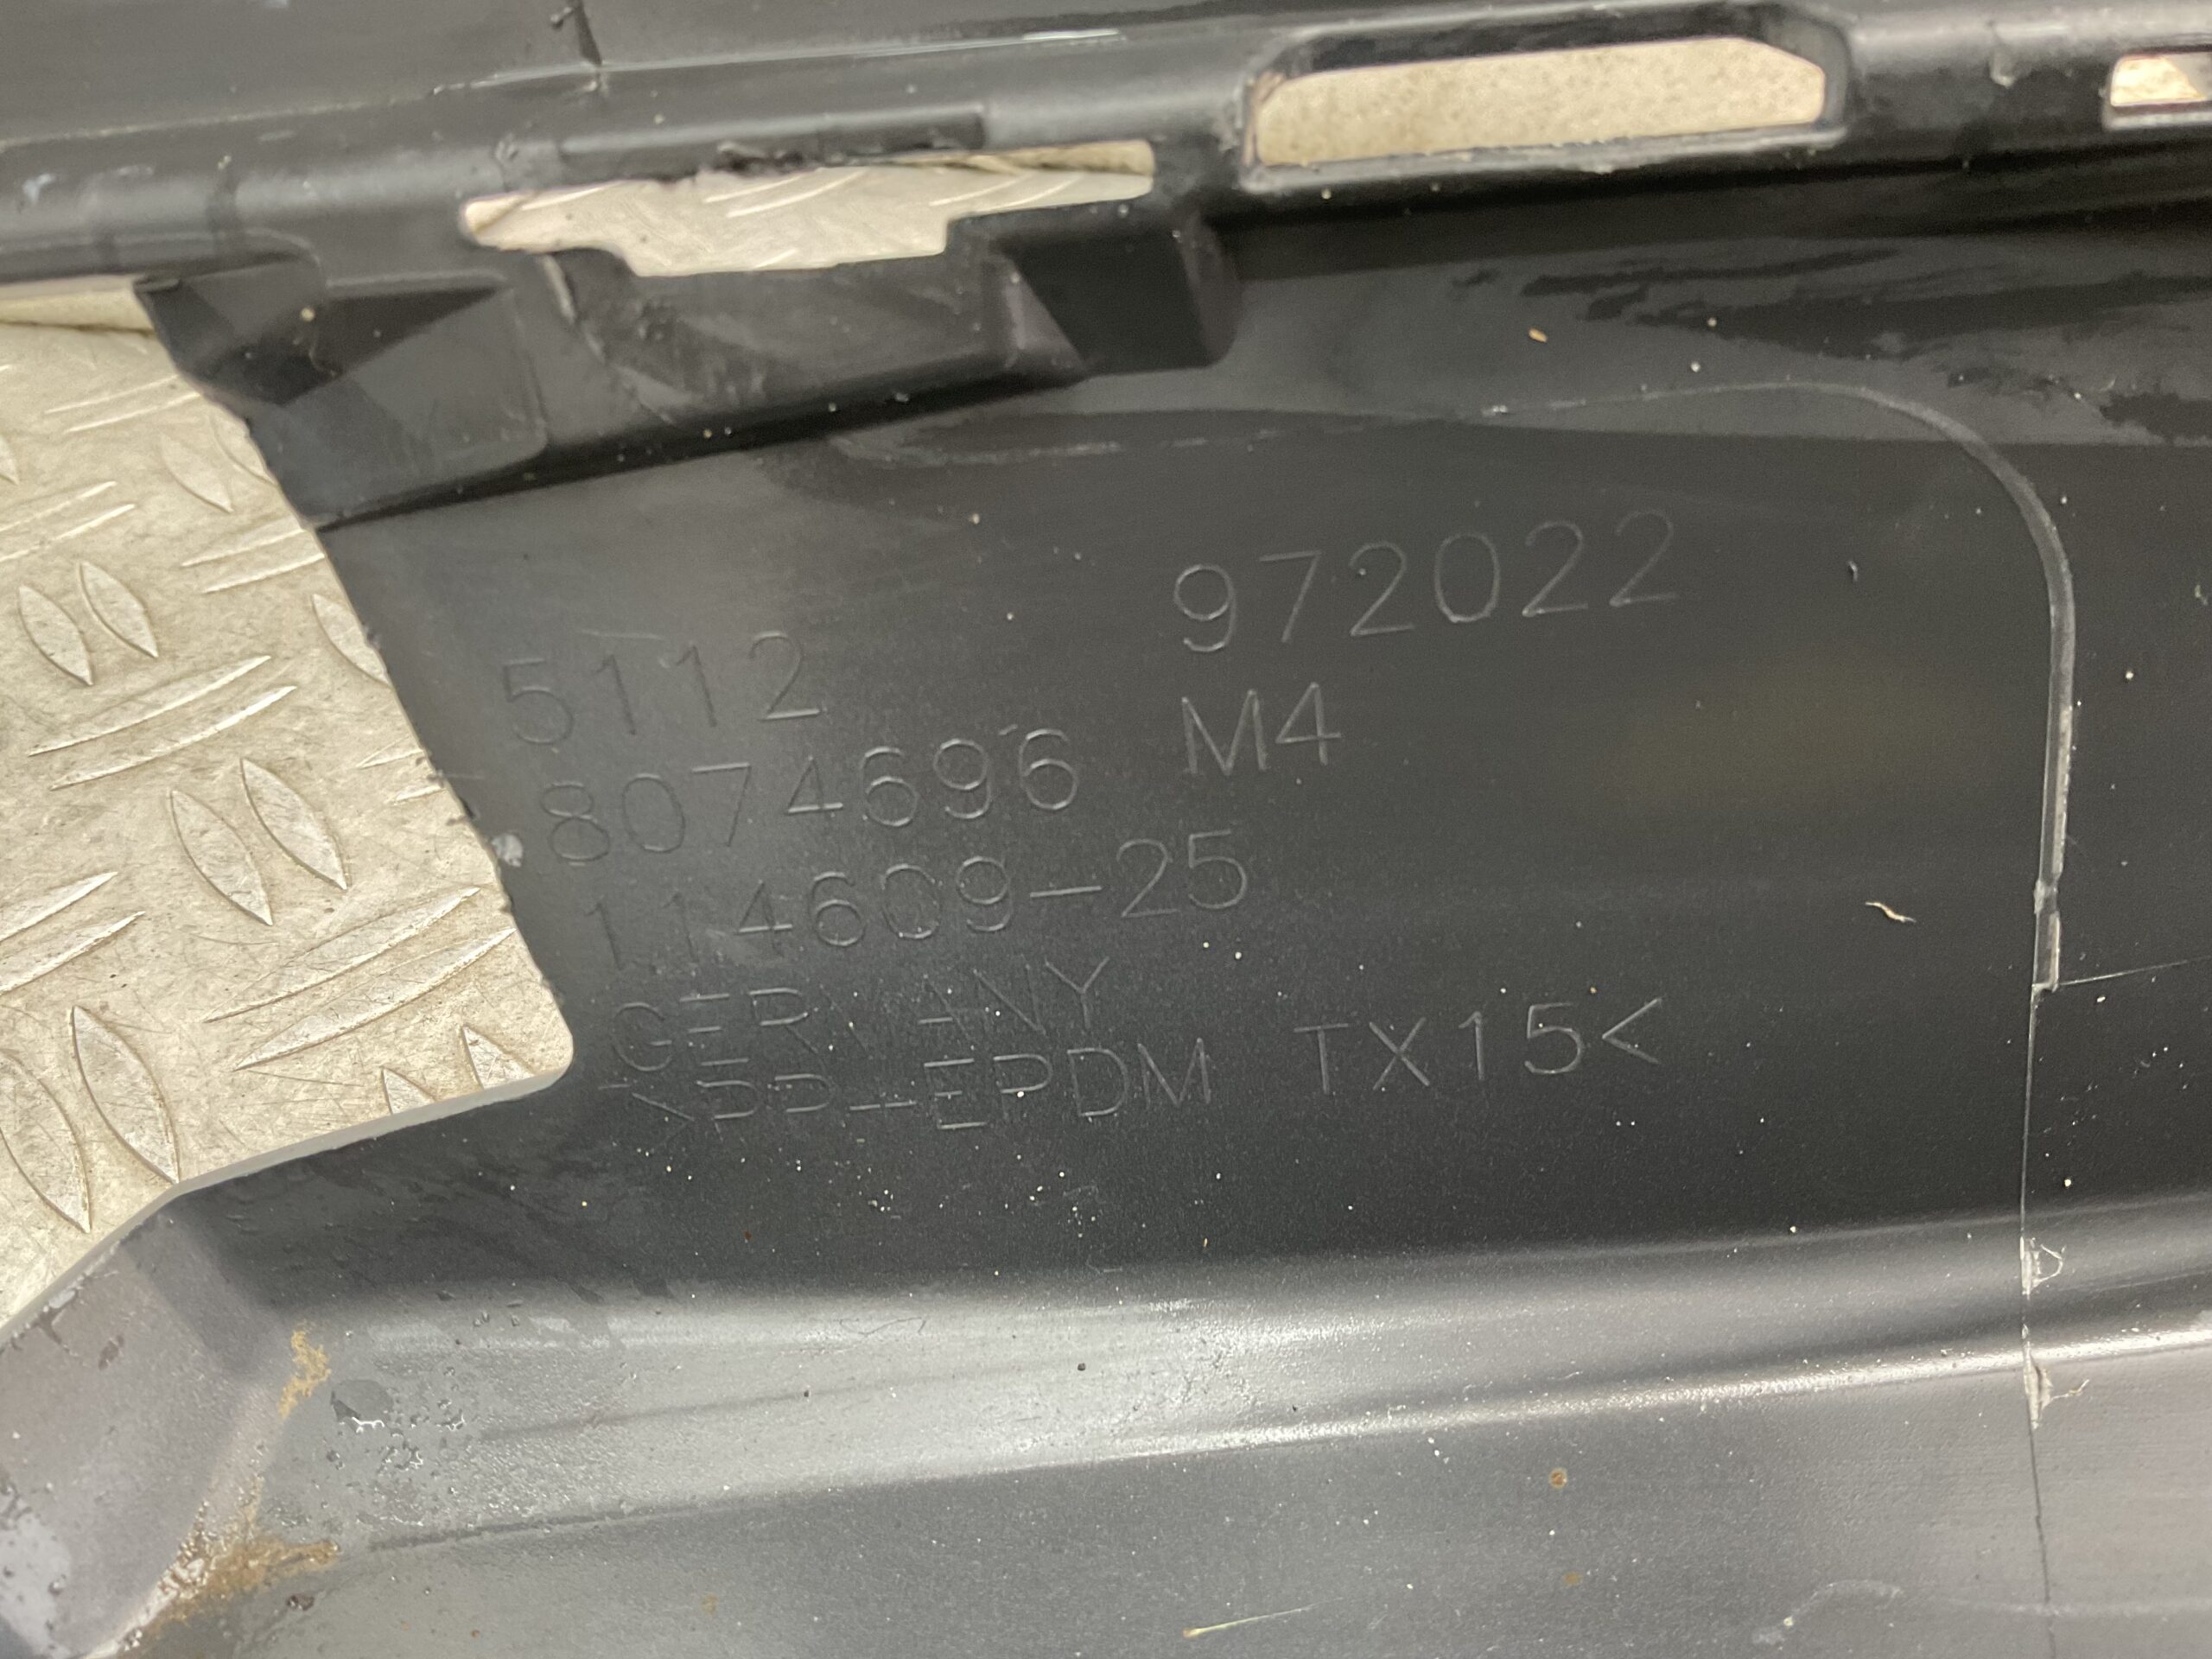 972022
5112
8074696 M4
114609-25
GERMANY
>PP-EPDM TX15<